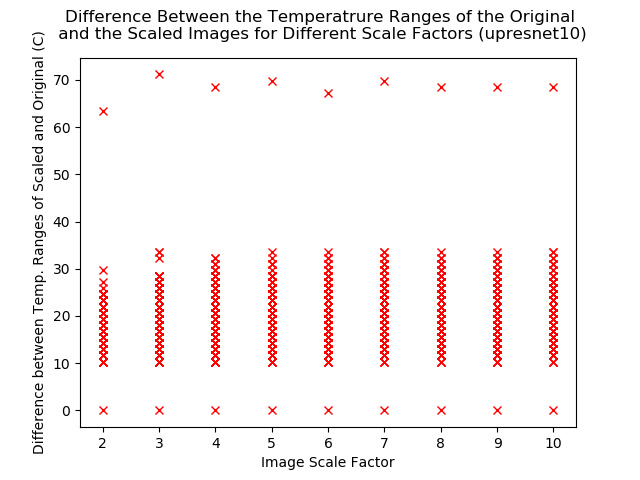 Difference Between the Temperatrure Ranges of the Original
and the Scaled Images for Different Scale Factors (upresnet10)
Difference between Temp. Ranges of Scaled and Original (C)
70
60
50
40
30
20
10
0
2 3 4 5 6 7 8 9 10
Image Scale Factor